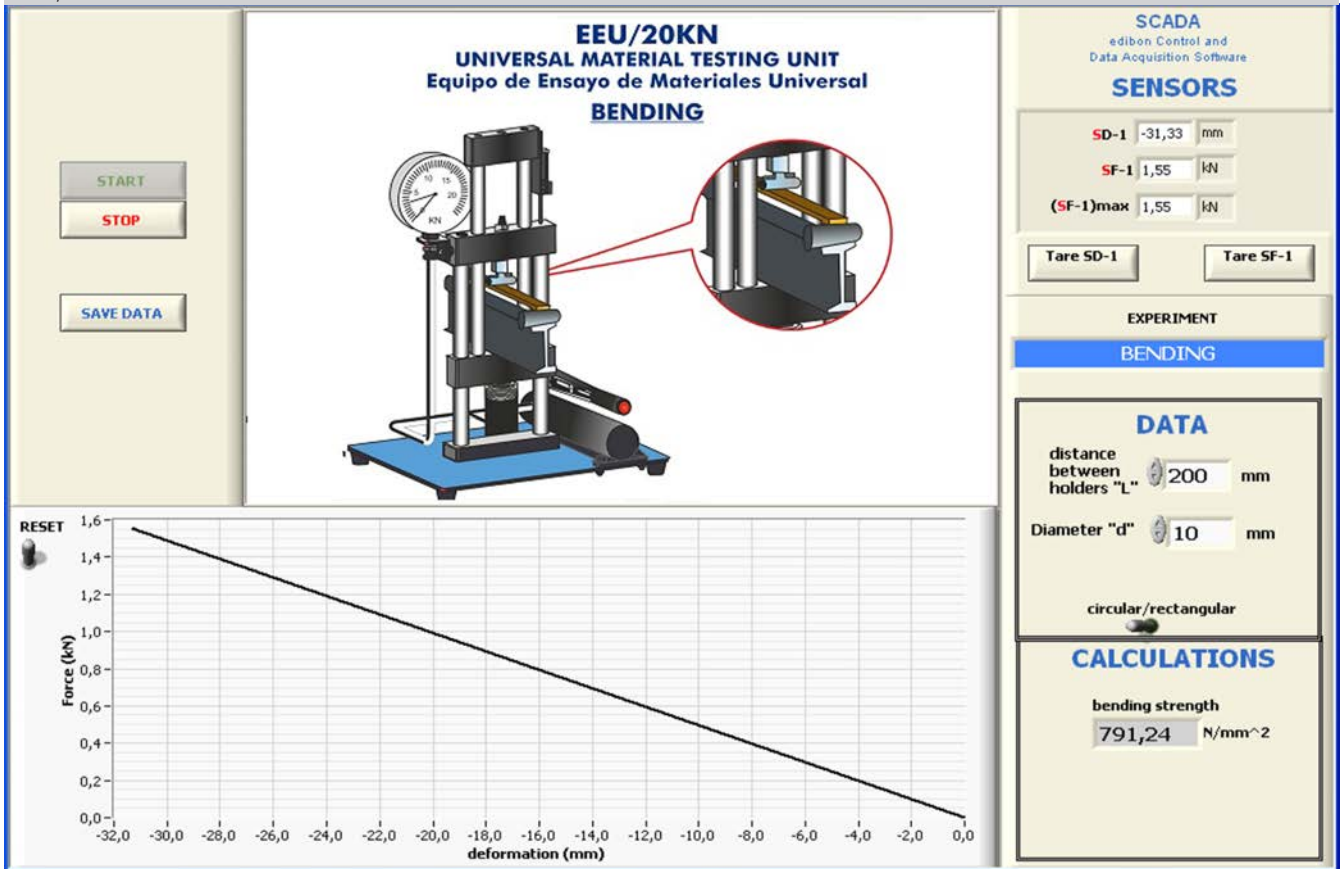 EEU/20KN
UNIVERSAL MATERIAL TESTING UNIT
Equipo de Ensayo de Materiales Universal
BENDING
START
STOP
SAVE DATA
5
10
15
20
KN
SCADA
edibon Control and
Data Acquisition Software
SENSORS
SD-1 -31,33 mm
SF-1 1,55 kN
(SF-1)max 1,55 kN
Tare SD-1 Tare SF-1
EXPERIMENT
BENDING
DATA
distance
between
holders "L" 200 mm
Diameter "d" 10 mm
circular/rectangular
CALCULATIONS
bending strength
791,24 N/mm^2
RESET
Force (kN)
1,6
1,4
1,2
1,0
0,8
0,6
0,4
0,2
0,0
-32,0 -30,0 -28,0 -26,0 -24,0 -22,0 -20,0 -18,0 -16,0 -14,0 -12,0 -10,0 -8,0 -6,0 -4,0 -2,0 0,0
deformation (mm)